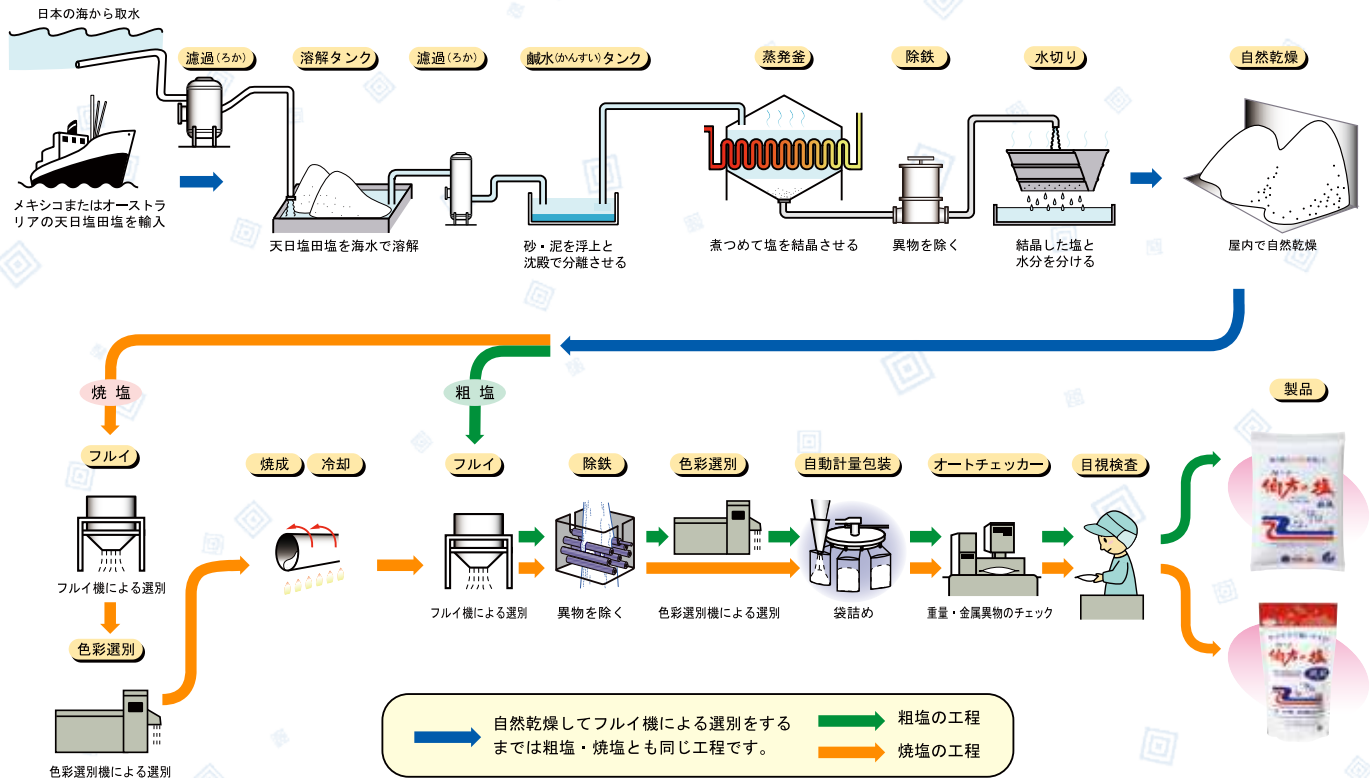 日本の海から取水
濾過(ろか)
溶解タンク
濾過(ろか)
鹹水(かんすい)タンク
蒸発釜
除鉄
水切り
自然乾燥
メキシコまたはオーストラ
リアの天日塩田塩を輸入
天日塩田塩を海水で溶解
砂・泥を浮上と
沈殿で分離させる
煮つめて塩を結晶させる
異物を除く
結晶した塩と
水分を分ける
屋内で自然乾燥
焼塩
粗塩
製品
フルイ
焼成
冷却
フルイ
除鉄
色彩選別
自動計量包装
オートチェッカー
目視検査
伯方の塩
フルイ機による選別
フルイ機による選別
異物を除く
色彩選別機による選別
袋詰め
重量・金属異物のチェック
色彩選別
伯方の塩
色彩選別機による選別
自然乾燥してフルイ機による選別をする
までは粗塩・焼塩とも同じ工程です。
粗塩の工程
焼塩の工程